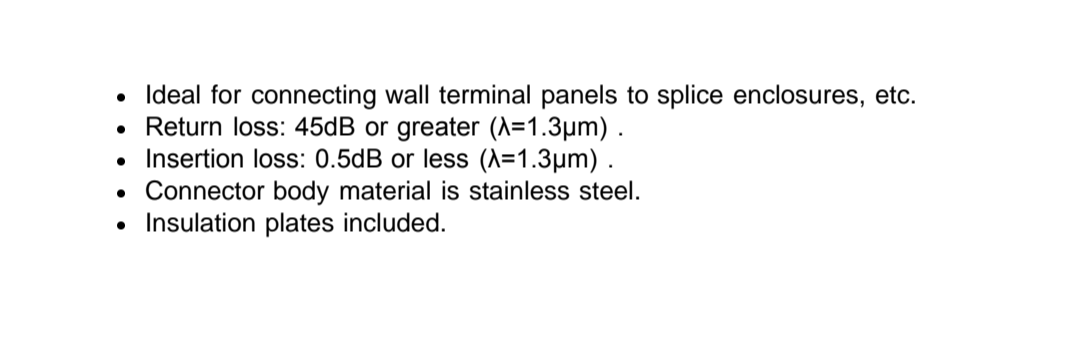 • Ideal for connecting wall terminal panels to splice enclosures, etc.
• Return loss: 45dB or greater (λ=1.3μm) .
• Insertion loss: 0.5dB or less (λ=1.3μm) .
• Connector body material is stainless steel.
• Insulation plates included.